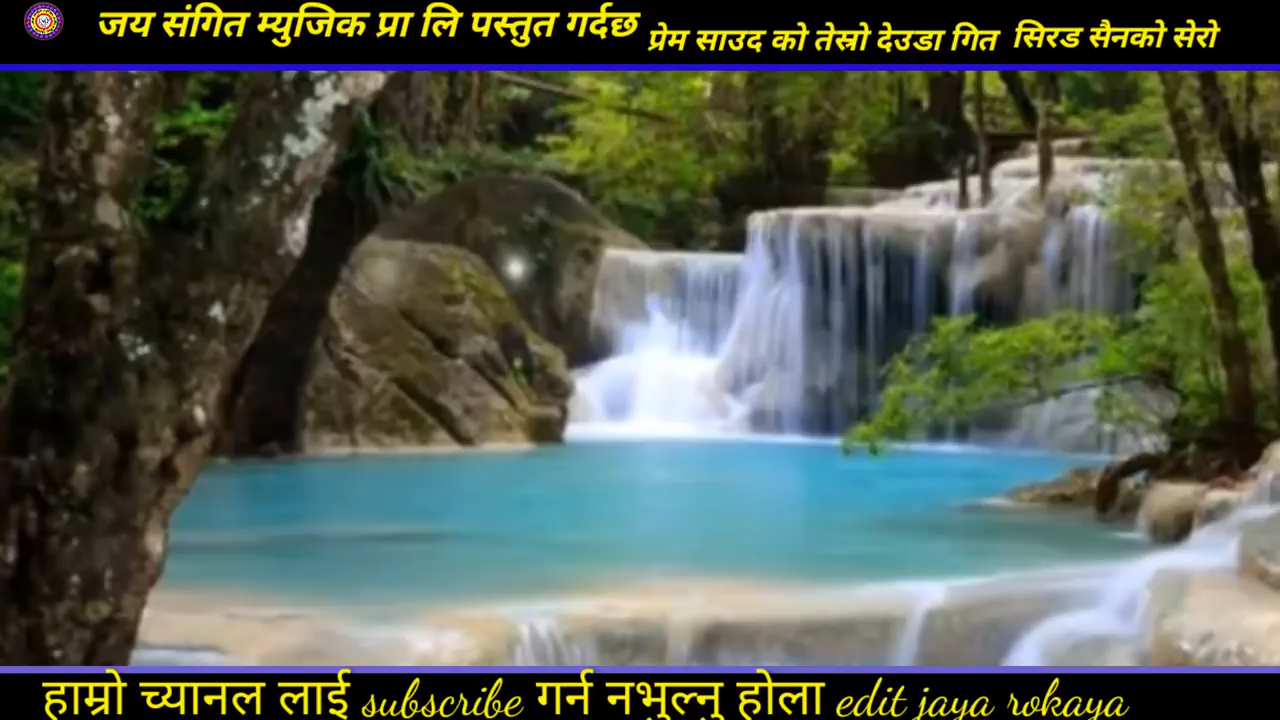 जय संगित म्युजिक प्रा लि पस्तुत गर्दछ प्रेम साउद को तेस्रो देउडा गित सिरड सैनको सेरो
हाम्रो च्यानल लाई subscribe गर्न नभुल्नु होला edit jaya rokaya